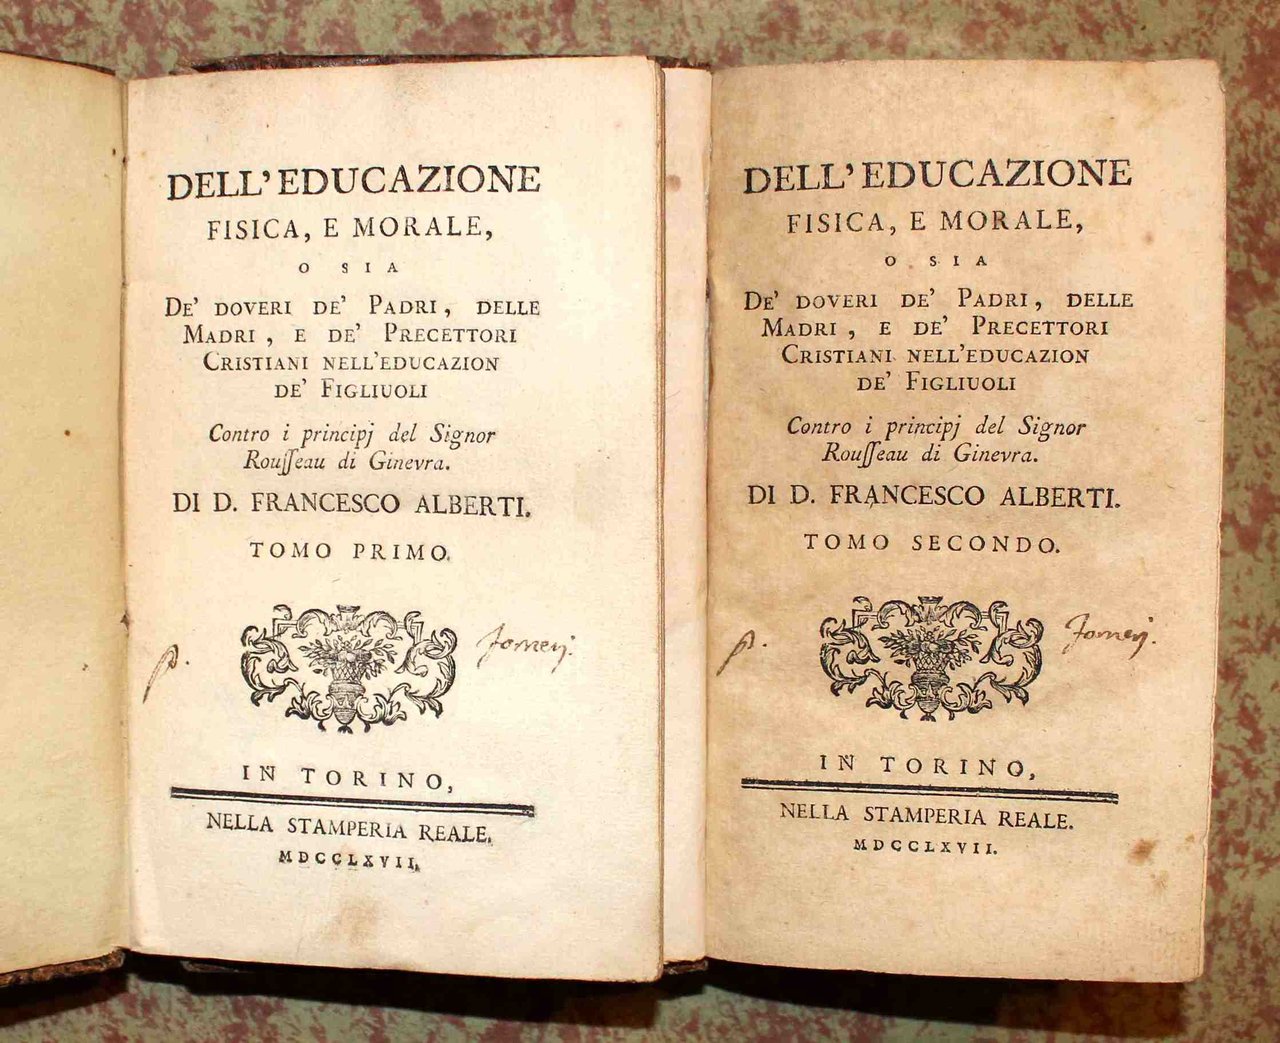 DELL'EDUCAZIONE
FISICA, E MORALE,
O SIA
DE' DOVERI DE' PADRI, DELLE
MADRI, E DE' PRECETTORI
CRISTIANI NELL'EDUCAZION
DE' FIGLIUOLI
Contro i principj del Signor
Rouſſeau di Ginevra.
DI D. FRANCESCO ALBERTI.
TOMO PRIMO.
p.
IN TORINO,
NELLA STAMPERIA REALE.
MDCCLXVII.
DELL'EDUCAZIONE
FISICA, E MORALE,
O SIA
DE' DOVERI DE' PADRI, DELLE
MADRI, E DE' PRECETTORI
CRISTIANI NELL'EDUCAZION
DE' FIGLIUOLI
Contro i principj del Signor
Rouſſeau di Ginevra.
DI D. FRANCESCO ALBERTI.
TOMO SECONDO.
p.
IN TORINO,
NELLA STAMPERIA REALE.
MDCCLXVII.